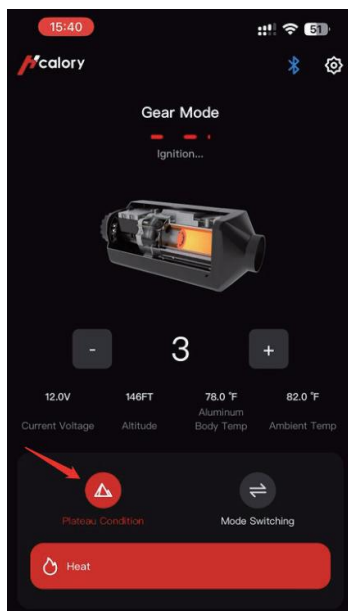 15:40
51
Hcalory
Gear Mode
Ignition...
- 3 +
12.0V 146FT 78.0 °F 82.0 °F
Current Voltage Altitude Aluminum Body Temp Ambient Temp
Plateau Condition Mode Switching
Heat